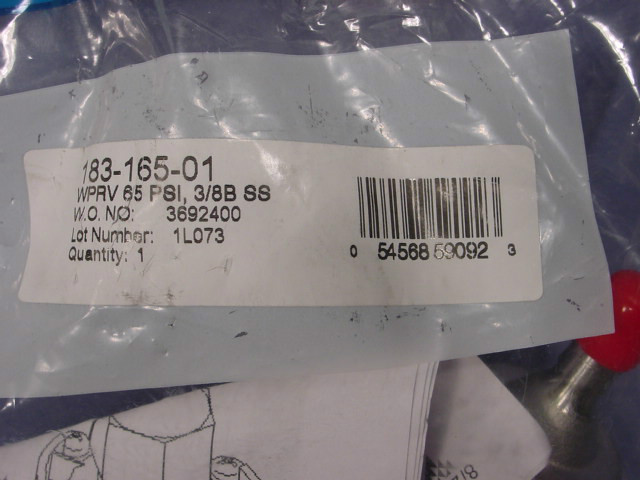 183-165-01
WPRV 65 PSI, 3/8B SS
W.O. NO: 3692400
Lot Number: 1L073
Quantity: 1
0 54568 59092 3